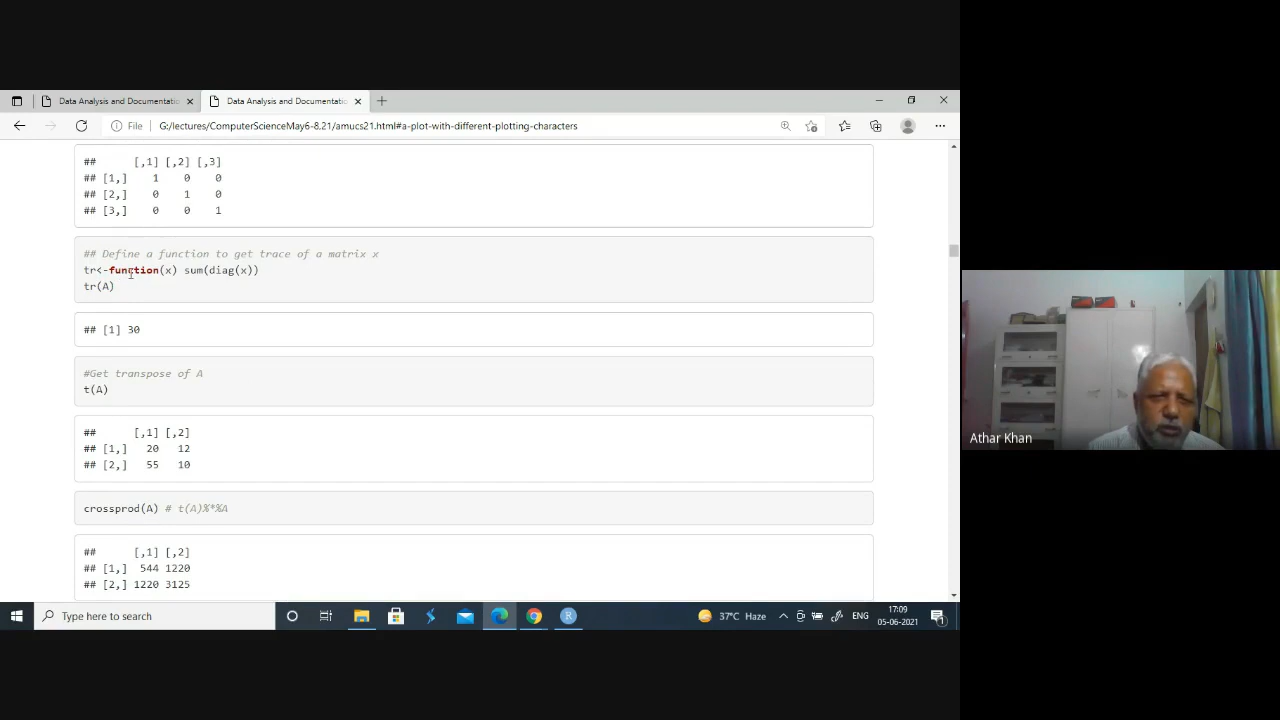 Data Analysis and Documentatio
Data Analysis and Documentatio
File G:/lectures/ComputerScienceMay6-8.21/amucs21.html#a-plot-with-different-plotting-characters
## [,1] [,2] [,3]
## [1,] 1 0 0
## [2,] 0 1 0
## [3,] 0 0 1
## Define a function to get trace of a matrix x
tr<-function(x) sum(diag(x))
tr(A)
## [1] 30
#Get transpose of A
t(A)
## [,1] [,2]
## [1,] 20 12
## [2,] 55 10
crossprod(A) # t(A)%*%A
## [,1] [,2]
## [1,] 544 1220
## [2,] 1220 3125
Athar Khan
Type here to search
37°C Haze
ENG
17:09
05-06-2021
1